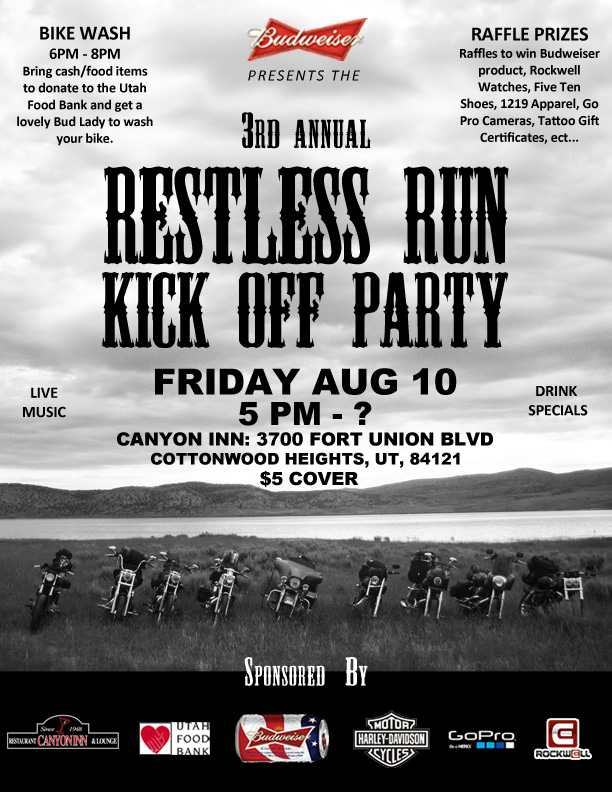 BIKE WASH
6PM - 8PM
Bring cash/food items
to donate to the Utah
Food Bank and get a
lovely Bud Lady to wash
your bike.
Budweiser
PRESENTS THE
RAFFLE PRIZES
Raffles to win Budweiser
product, Rockwell
Watches, Five Ten
Shoes, 1219 Apparel, Go
Pro Cameras, Tattoo Gift
Certificates, ect...
3RD ANNUAL
RESTLESS RUN
KICK OFF PARTY
LIVE
MUSIC
FRIDAY AUG 10
5 PM - ?
CANYON INN: 3700 FORT UNION BLVD
COTTONWOOD HEIGHTS, UT, 84121
$5 COVER
DRINK
SPECIALS
SPONSORED BY
Since 1948
RESTAURANT CANYON INN & LOUNGE
UTAH
FOOD
BANK
Budweiser
MOTOR
HARLEY-DAVIDSON
CYCLES
GoPro
Be a HERO.
ROCKWELL